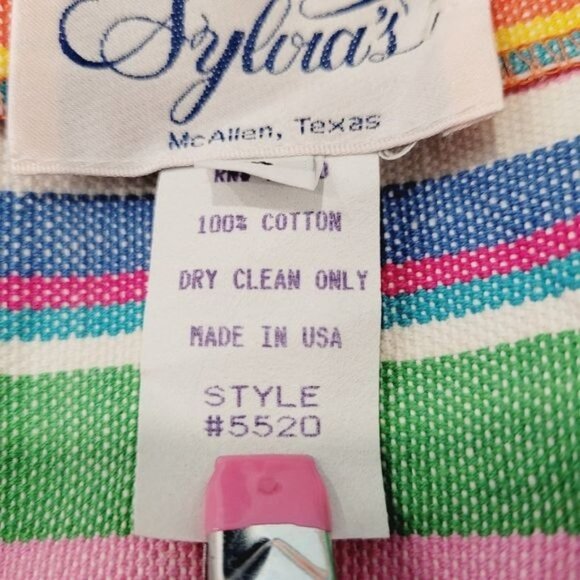 Sylvia's
McAllen, Texas
100% COTTON
DRY CLEAN ONLY
MADE IN USA
STYLE
#5520